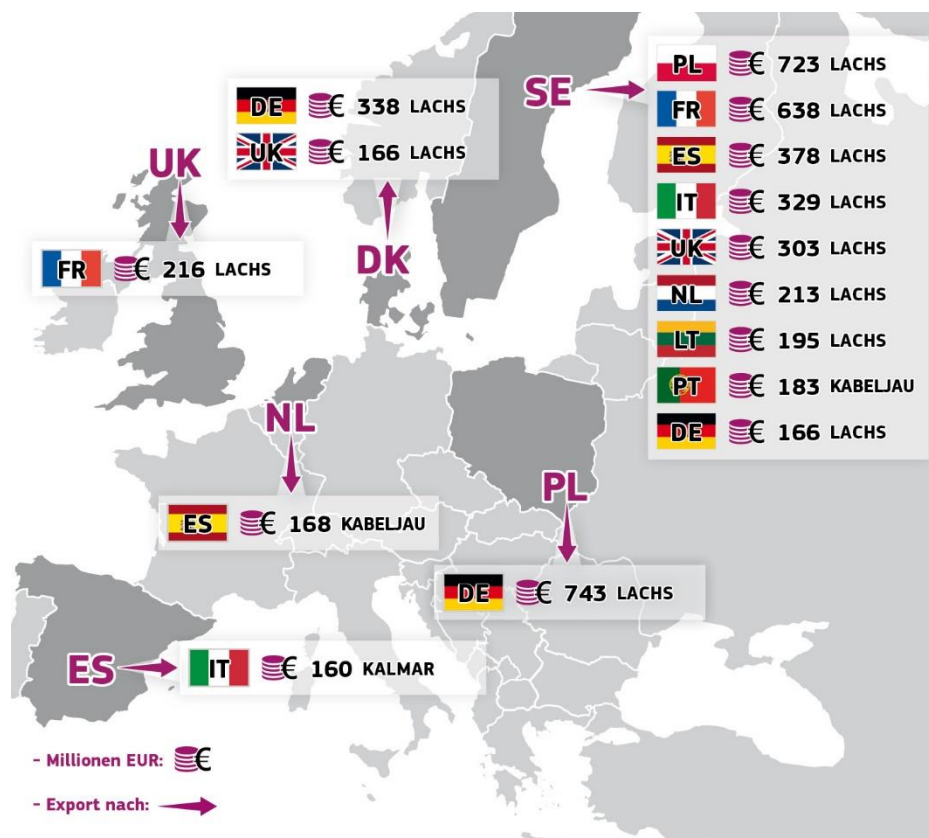 DE € 338 LACHS
UK € 166 LACHS
SE
PL € 723 LACHS
FR € 638 LACHS
ES € 378 LACHS
IT € 329 LACHS
UK € 303 LACHS
NL € 213 LACHS
LT € 195 LACHS
PT € 183 KABELJAU
DE € 166 LACHS
UK
FR € 216 LACHS
DK
NL
ES € 168 KABELJAU
PL
DE € 743 LACHS
ES
IT € 160 KALMAR
- Millionen EUR: €
- Export nach: